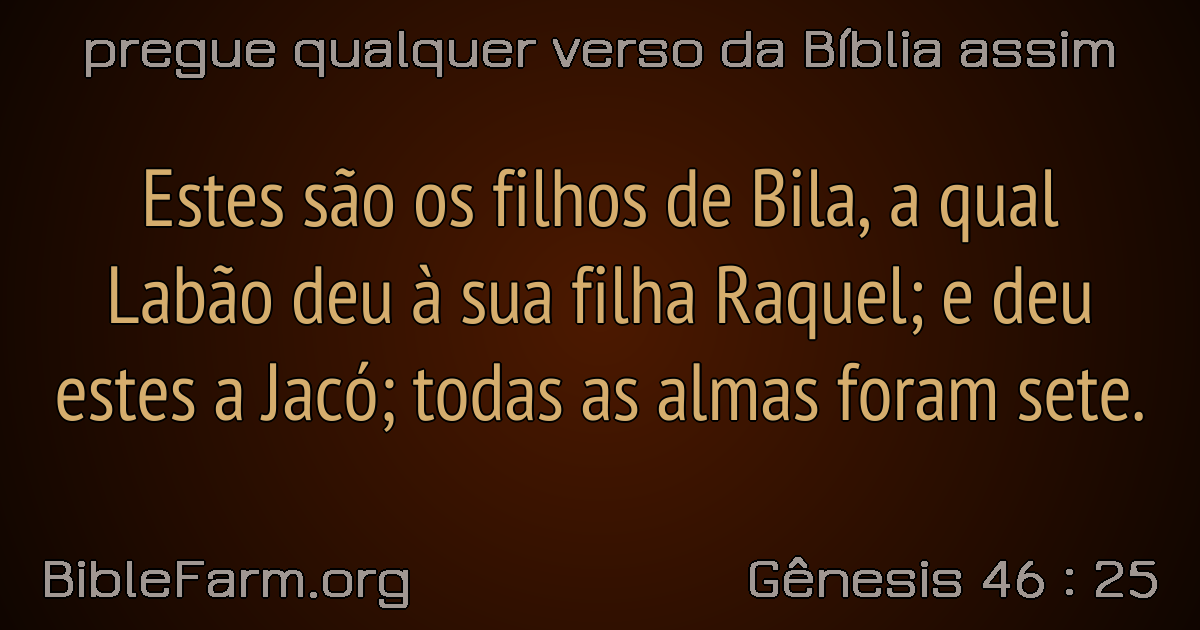 pregue qualquer verso da Bíblia assim
Estes são os filhos de Bila, a qual
Labão deu à sua filha Raquel; e deu
estes a Jacó; todas as almas foram sete.
BibleFarm.org
Gênesis 46 : 25